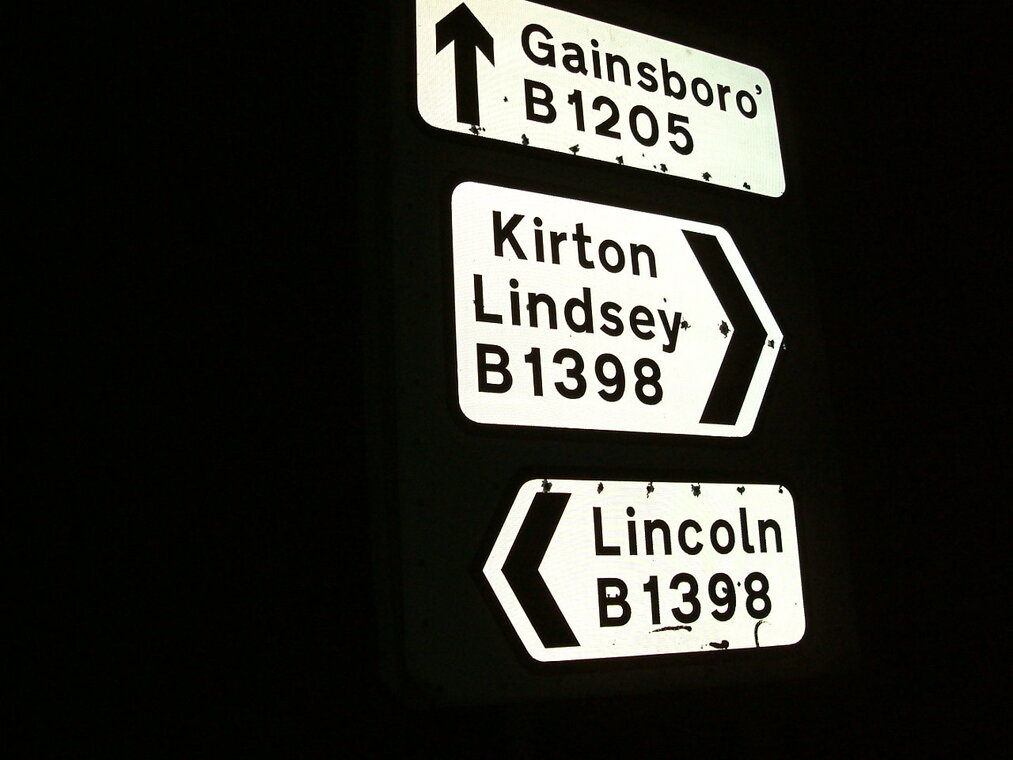 Gainsboro'
B1205
Kirton
Lindsey
B1398
Lincoln
B1398